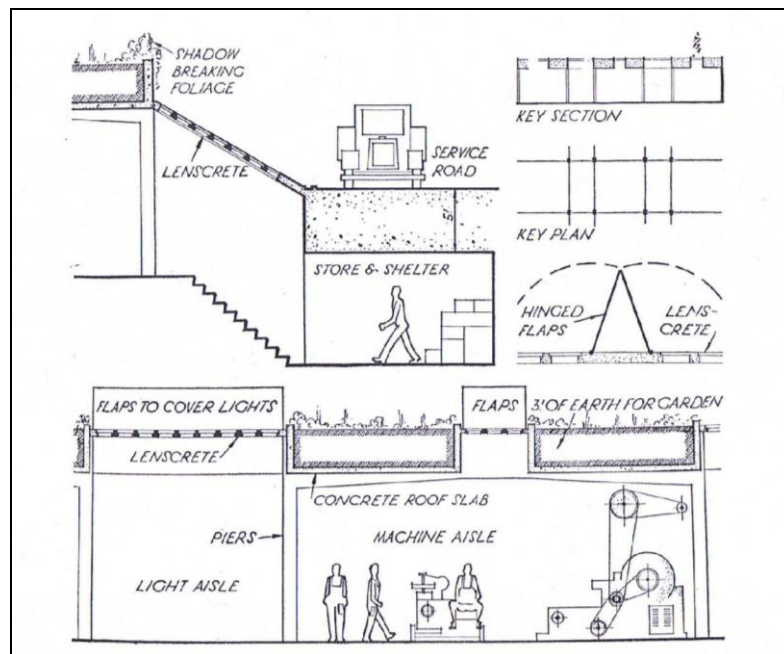 SHADOW
BREAKING
FOLIAGE
LENSCRETE
SERVICE
ROAD
5'
STORE & SHELTER
KEY SECTION
KEY PLAN
HINGED
FLAPS
LENS-
CRETE
FLAPS TO COVER LIGHTS
FLAPS
3' OF EARTH FOR GARDEN
LENSCRETE
CONCRETE ROOF SLAB
PIERS
MACHINE AISLE
LIGHT AISLE